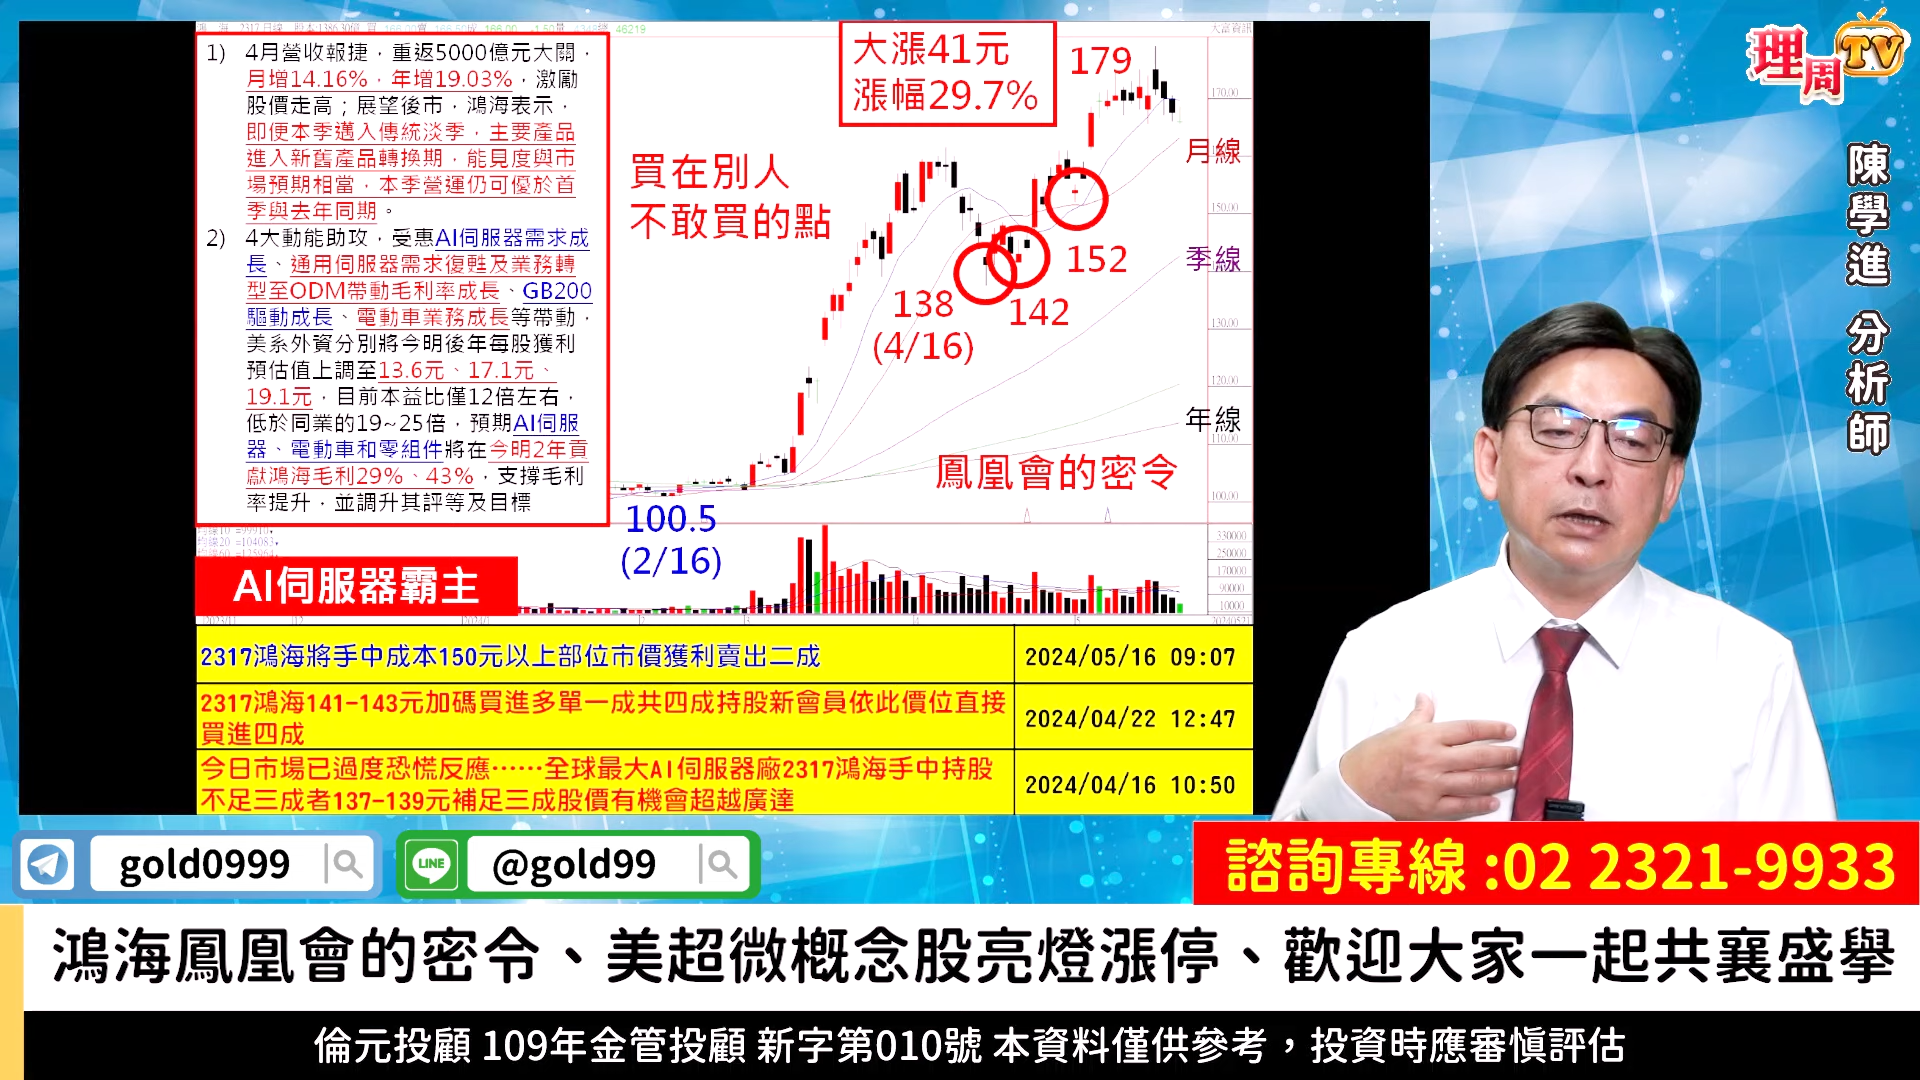 大漲41元
漲幅29.7%
179
理周TV
陳學進 分析師
1) 4月營收報捷，重返5000億元大關，
月增14.16%，年增19.03%，激勵
股價走高；展望後市，鴻海表示，
即便本季邁入傳統淡季，主要產品
進入新舊產品轉換期，能見度與市
場預期相當，本季營運仍可優於首
季與去年同期。
2) 4大動能助攻，受惠AI伺服器需求成
長、通用伺服器需求復甦及業務轉
型至ODM帶動毛利率成長、GB200
驅動成長、電動車業務成長等帶動，
美系外資分別將今明後年每股獲利
預估值上調至13.6元、17.1元、
19.1元，目前本益比僅12倍左右，
低於同業的19~25倍，預期AI伺服
器、電動車和零組件將在今明2年貢
獻鴻海毛利29%、43%，支撐毛利
率提升，並調升其評等及目標
買在別人
不敢買的點
月線
季線
年線
152
142
138
(4/16)
鳳凰會的密令
100.5
(2/16)
170.00
150.00
130.00
120.00
110.00
100.00
330000
250000
170000
90000
10000
AI伺服器霸主
2317鴻海將手中成本150元以上部位市價獲利賣出二成 2024/05/16 09:07
2317鴻海141-143元加碼買進多單一成共四成持股新會員依此價位直接
買進四成 2024/04/22 12:47
今日市場已過度恐慌反應……全球最大AI伺服器廠2317鴻海手中持股
不足三成者137-139元補足三成股價有機會超越廣達 2024/04/16 10:50
gold0999
LINE @gold99
諮詢專線:02 2321-9933
鴻海鳳凰會的密令、美超微概念股亮燈漲停、歡迎大家一起共襄盛舉
倫元投顧 109年金管投顧 新字第010號 本資料僅供參考，投資時應審慎評估